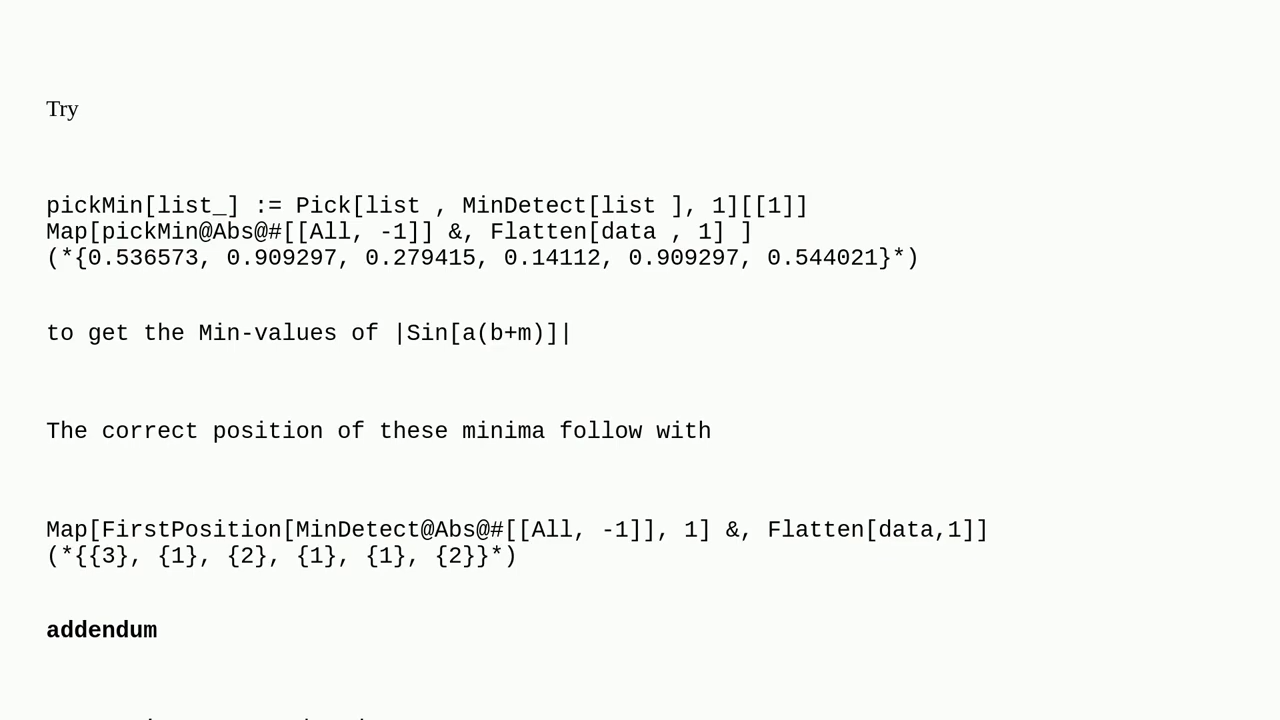 Try
pickMin[list_] := Pick[list , MinDetect[list ], 1][[1]]
Map[pickMin@Abs@#[[All, -1]] &, Flatten[data , 1] ]
(*{0.536573, 0.909297, 0.279415, 0.14112, 0.909297, 0.544021}*)
to get the Min-values of |Sin[a(b+m)]|
The correct position of these minima follow with
Map[FirstPosition[MinDetect@Abs@#[[All, -1]], 1] &, Flatten[data,1]]
(*{{3}, {1}, {2}, {1}, {1}, {2}}*)
addendum